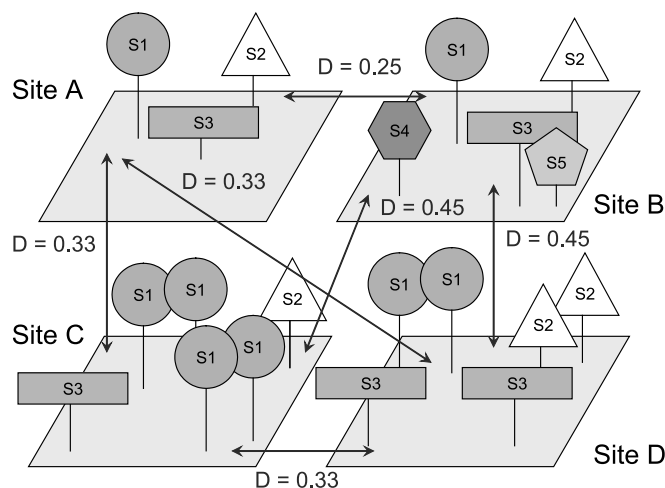 S1
S2
S1
S2
D = 0.25
Site A
S3
S4
S3
S5
D = 0.33
D = 0.45
Site B
D = 0.33
D = 0.45
S1
S1
S2
S1
S1
S2
Site C
S1
S1
S2
S3
S3
S3
Site D
D = 0.33